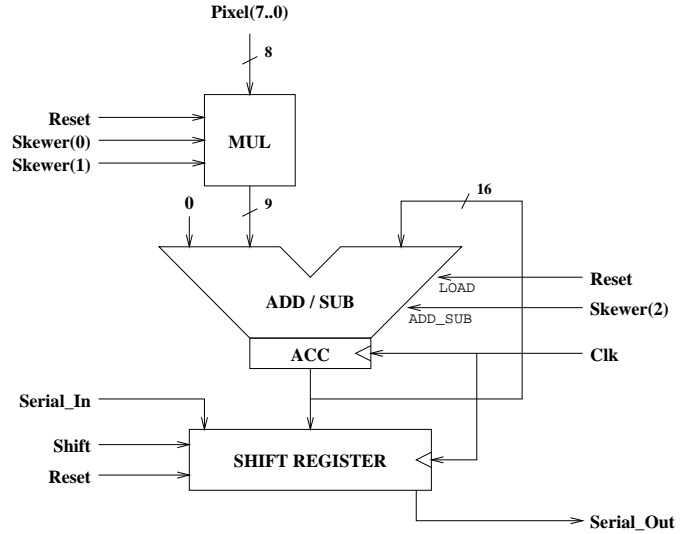 Pixel(7..0)
8
Reset
Skewer(0)
MUL
Skewer(1)
0
9
16
Reset
LOAD
ADD / SUB
Skewer(2)
ADD_SUB
ACC
Clk
Serial_In
Shift
SHIFT REGISTER
Reset
Serial_Out